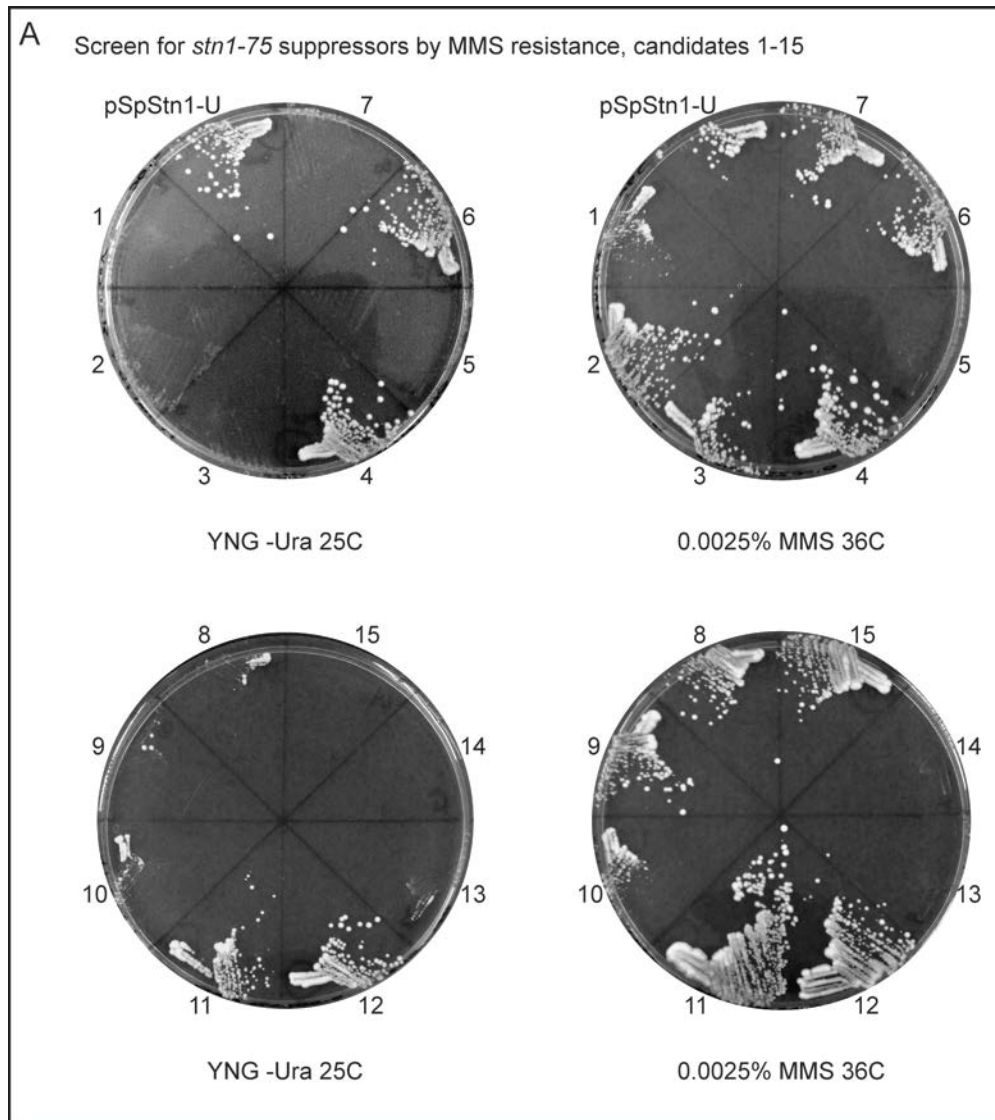 A
Screen for stn1-75 suppressors by MMS resistance, candidates 1-15
pSpStn1-U 7 pSpStn1-U 7
1 6 1 6
2 5 2 5
3 4 3 4
YNG -Ura 25C 0.0025% MMS 36C
8 15 8 15
9 14 9 14
10 13 10 13
11 12 11 12
YNG -Ura 25C 0.0025% MMS 36C